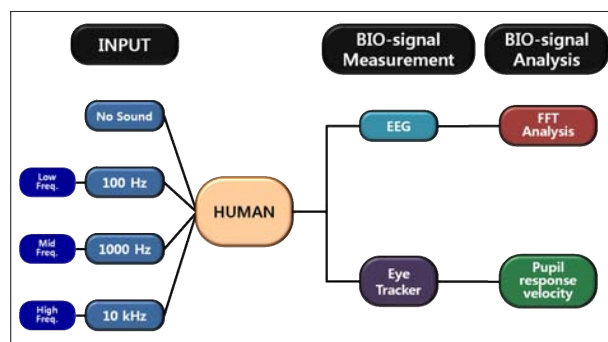 INPUT
BIO-signal
Measurement
BIO-signal
Analysis
No Sound
EEG
FFT
Analysis
Low
Freq.
100 Hz
HUMAN
Mid
Freq.
1000 Hz
Eye
Tracker
Pupil
response
velocity
High
Freq.
10 kHz